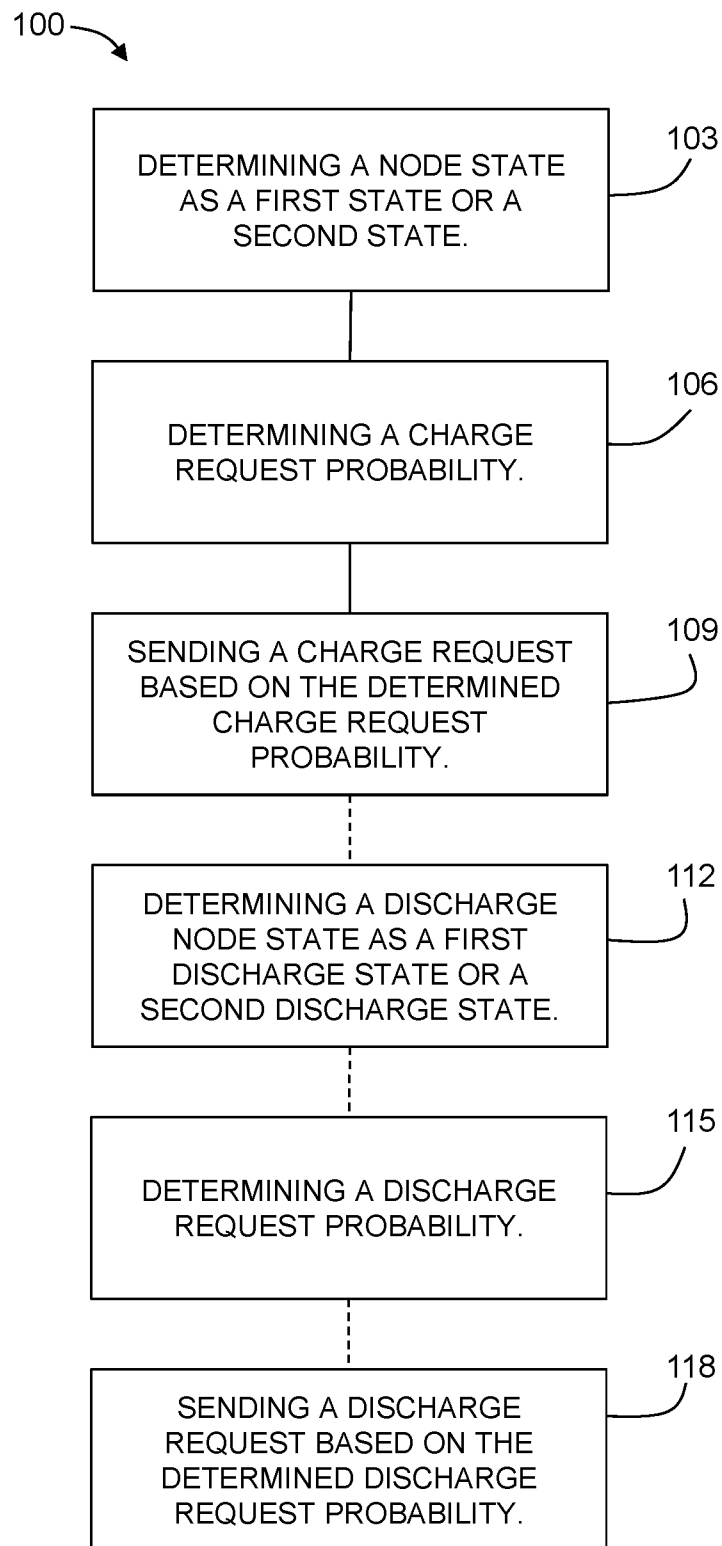 100
103
DETERMINING A NODE STATE
AS A FIRST STATE OR A
SECOND STATE.
106
DETERMINING A CHARGE
REQUEST PROBABILITY.
109
SENDING A CHARGE REQUEST
BASED ON THE DETERMINED
CHARGE REQUEST
PROBABILITY.
112
DETERMINING A DISCHARGE
NODE STATE AS A FIRST
DISCHARGE STATE OR A
SECOND DISCHARGE STATE.
115
DETERMINING A DISCHARGE
REQUEST PROBABILITY.
118
SENDING A DISCHARGE
REQUEST BASED ON THE
DETERMINED DISCHARGE
REQUEST PROBABILITY.